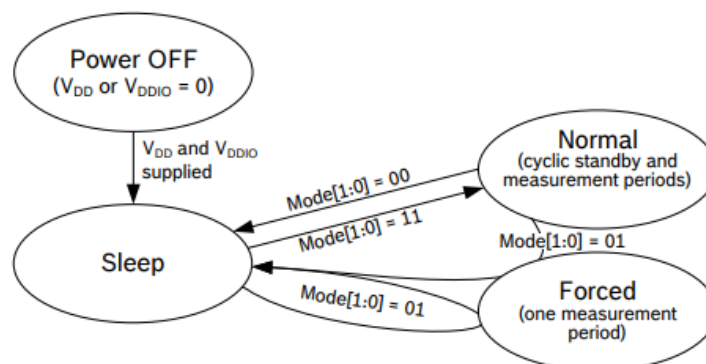 Power OFF
(VDD or VDDIO = 0)
VDD and VDDIO
supplied
Normal
(cyclic standby and
measurement periods)
Mode[1:0] = 00
Mode[1:0] = 11
Mode[1:0] = 01
Sleep
Mode[1:0] = 01
Forced
(one measurement
period)